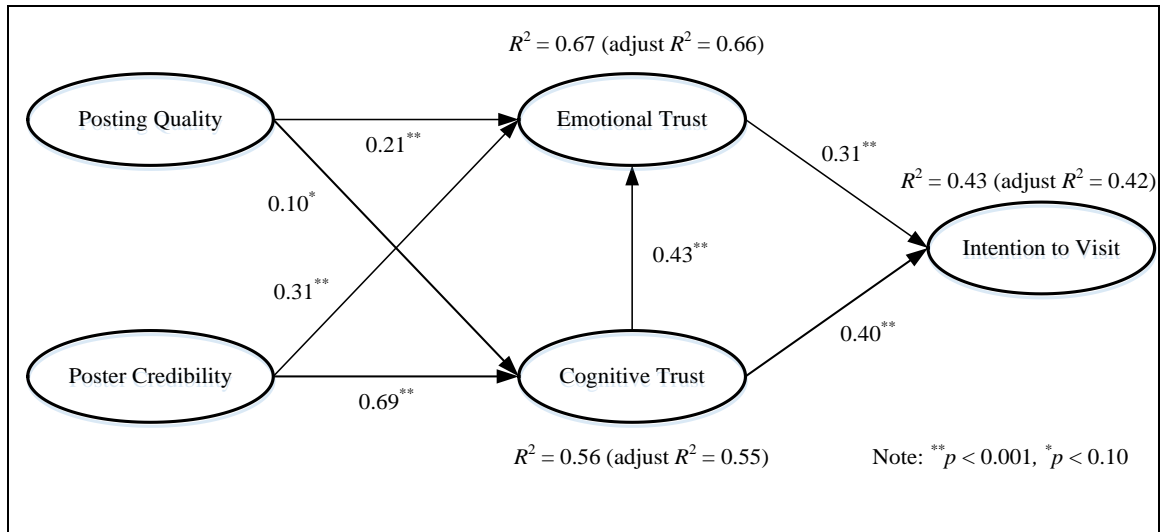 R² = 0.67 (adjust R² = 0.66)
Posting Quality
Emotional Trust
0.21**
0.31**
R² = 0.43 (adjust R² = 0.42)
0.10*
Intention to Visit
0.43**
0.31**
0.40**
Poster Credibility
Cognitive Trust
0.69**
R² = 0.56 (adjust R² = 0.55)
Note: **p < 0.001, *p < 0.10